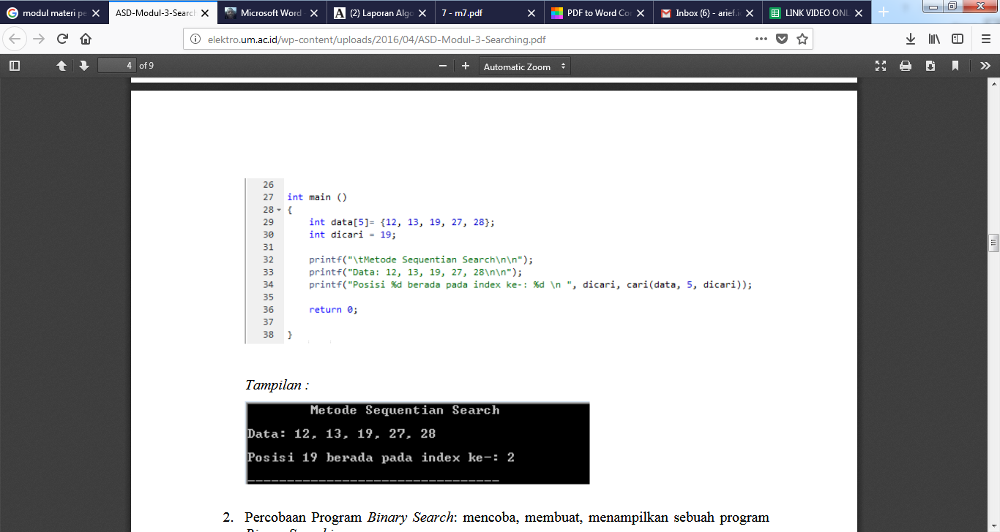 modul materi pe
ASD-Modul-3-Search
Microsoft Word
(2) Laporan Algo
7 - m7.pdf
PDF to Word Co
Inbox (6) - arief.
LINK VIDEO ONL
elektro.um.ac.id/wp-content/uploads/2016/04/ASD-Modul-3-Searching.pdf
4 of 9
Automatic Zoom
26
27 int main ()
28 {
29 int data[5]= {12, 13, 19, 27, 28};
30 int dicari = 19;
31
32 printf("\tMetode Sequentian Search\n\n");
33 printf("Data: 12, 13, 19, 27, 28\n\n");
34 printf("Posisi %d berada pada index ke-: %d \n ", dicari, cari(data, 5, dicari));
35
36 return 0;
37
38 }
Tampilan :
Metode Sequentian Search
Data: 12, 13, 19, 27, 28
Posisi 19 berada pada index ke-: 2
2. Percobaan Program Binary Search: mencoba, membuat, menampilkan sebuah program